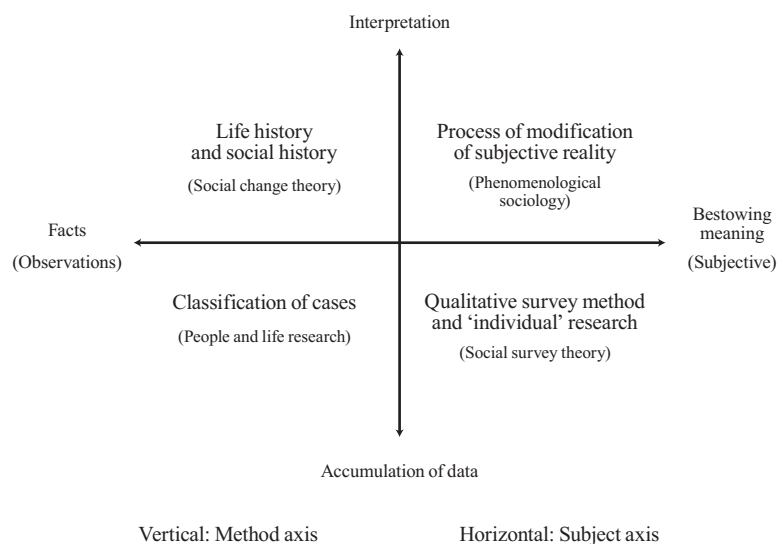 Interpretation
Life history
and social history
(Social change theory)
Process of modification
of subjective reality
(Phenomenological
sociology)
Facts
(Observations)
Bestowing
meaning
(Subjective)
Classification of cases
(People and life research)
Qualitative survey method
and ‘individual’ research
(Social survey theory)
Accumulation of data
Vertical: Method axis
Horizontal: Subject axis